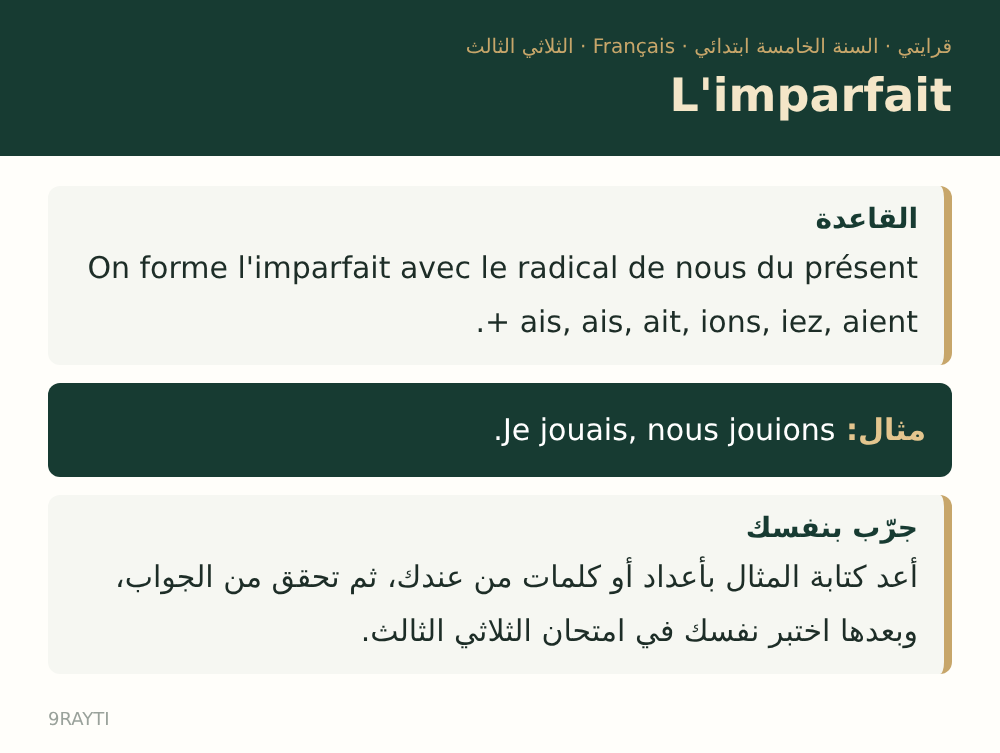 قرايتي · السنة الخامسة ابتدائي · Français · الثلاثي الثالث
L'imparfait
القاعدة
On forme l'imparfait avec le radical de nous du présent
+ ais, ais, ait, ions, iez, aient.
مثال: Je jouais, nous jouions.
جرّب بنفسك
أعد كتابة المثال بأعداد أو كلمات من عندك، ثم تحقق من الجواب،
وبعدها اختبر نفسك في امتحان الثلاثي الثالث.
9RAYTI